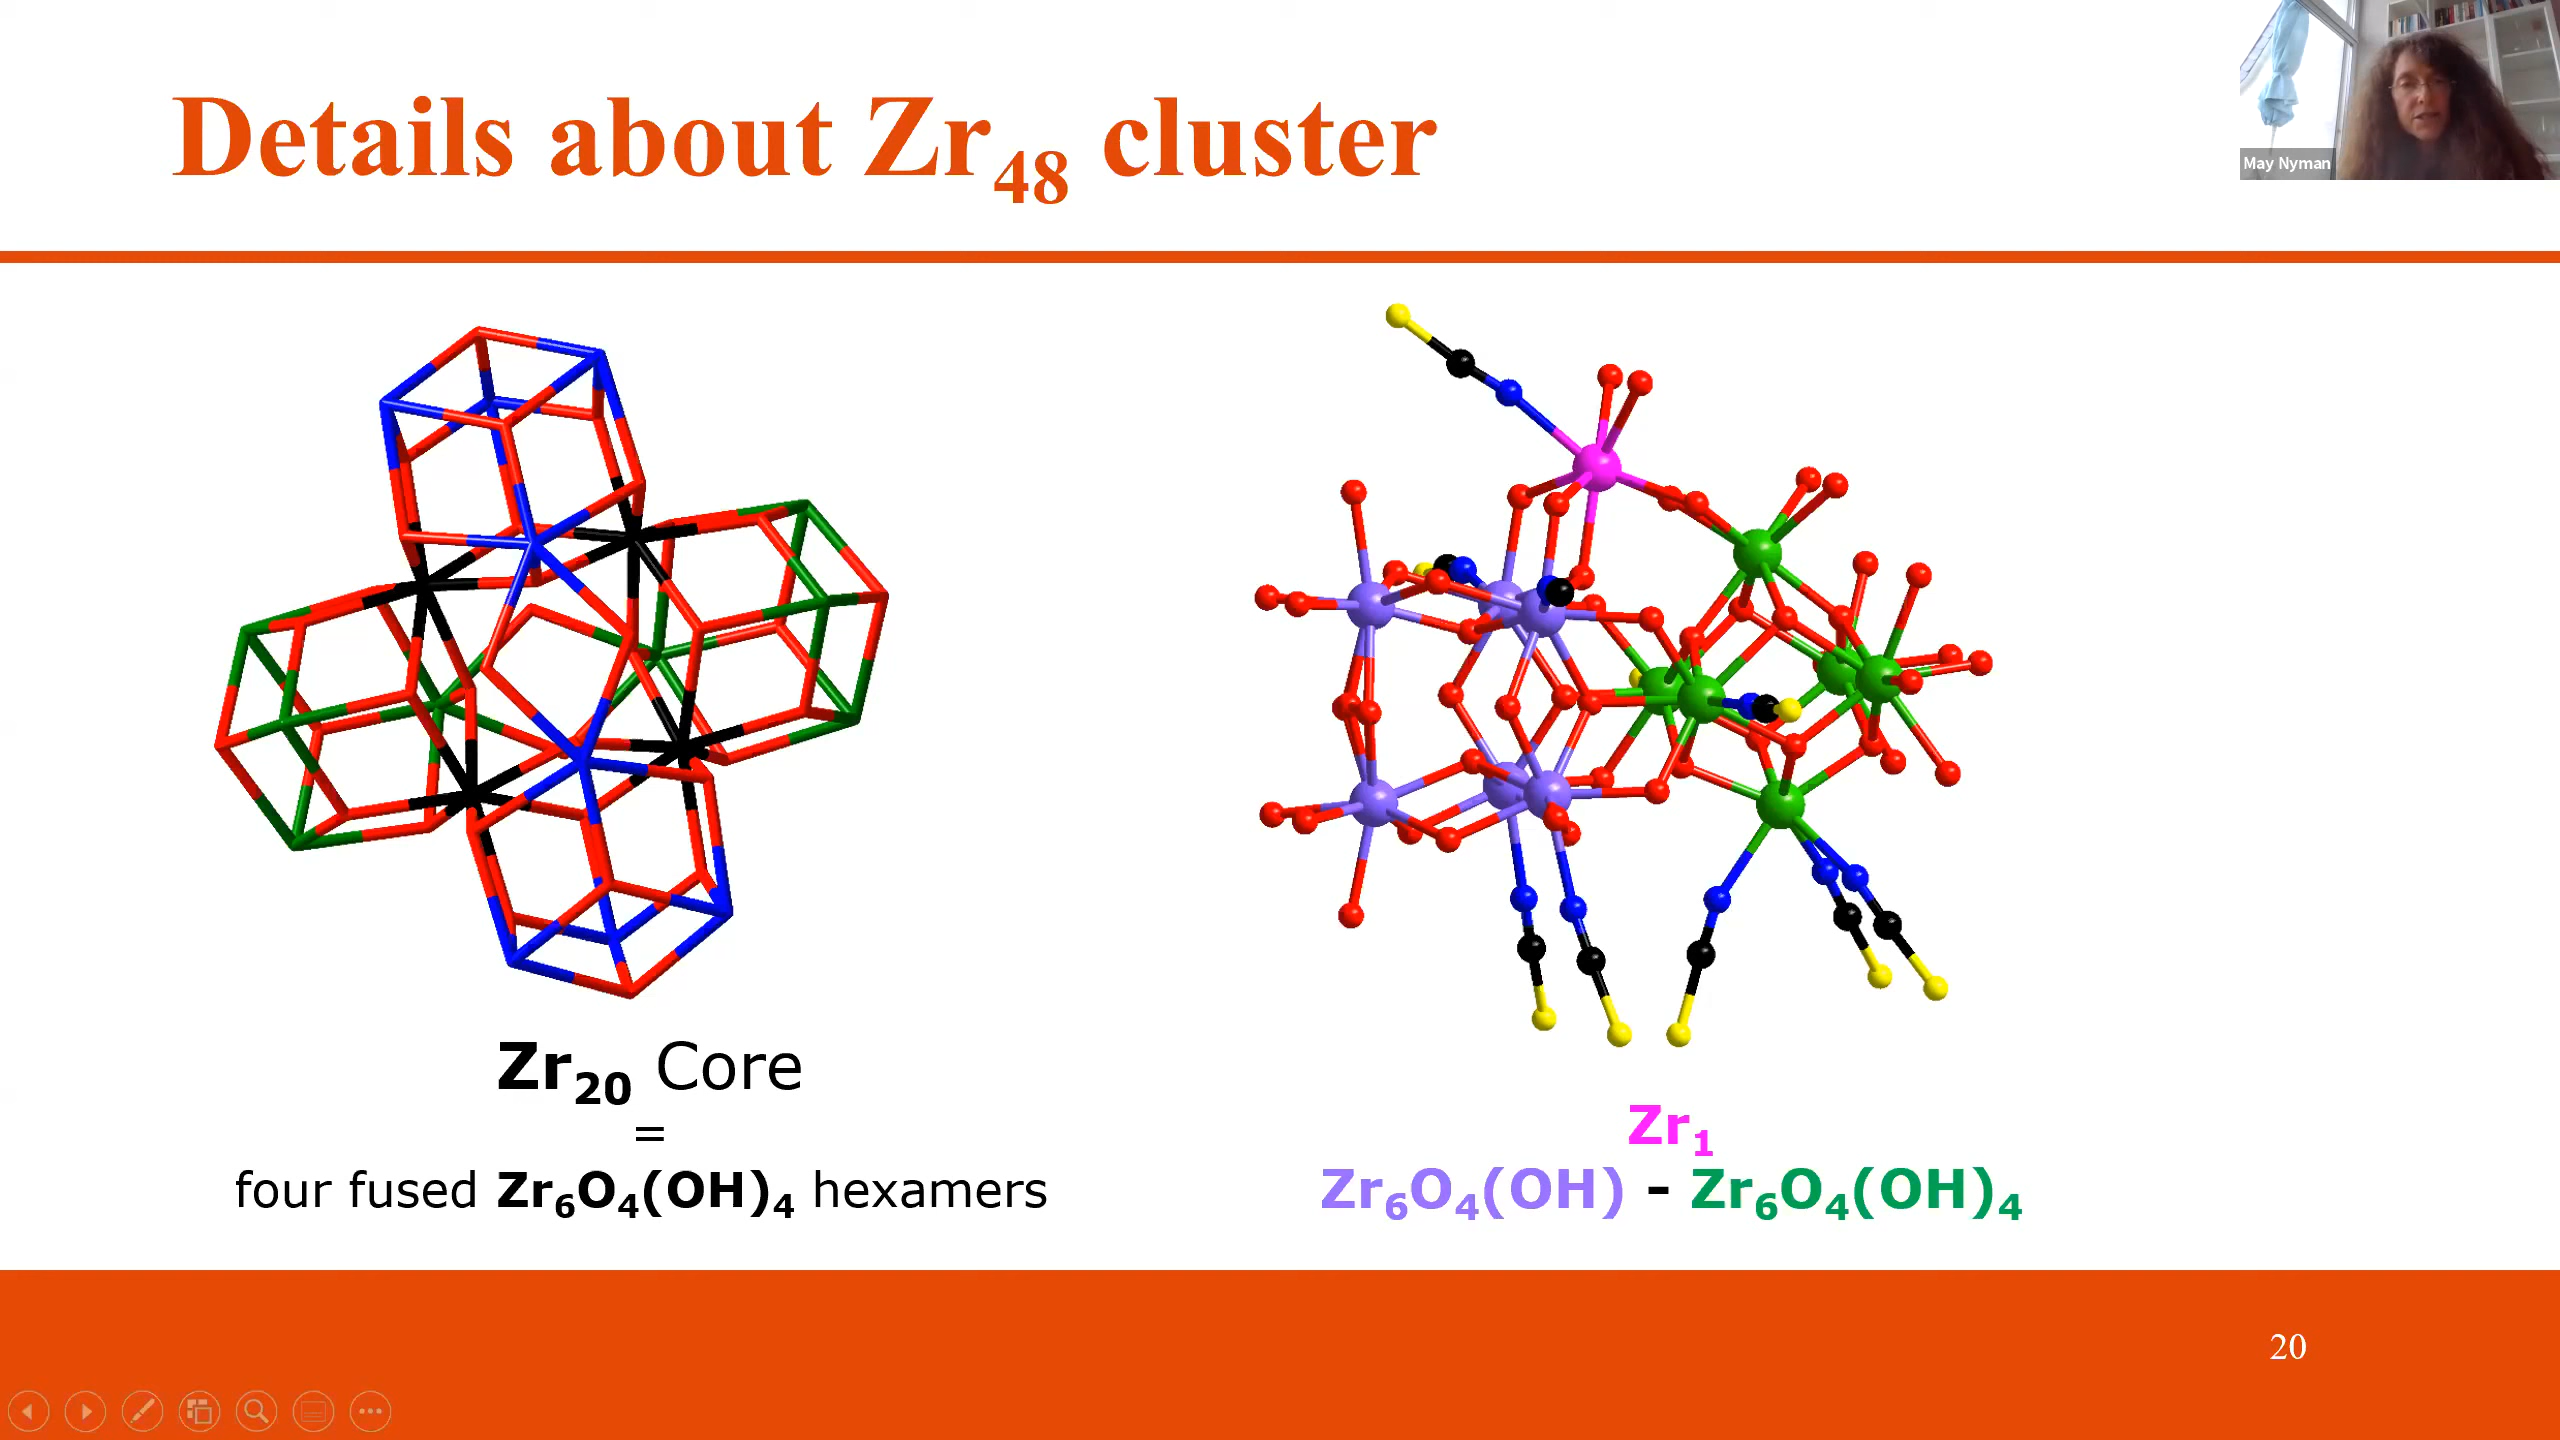 Details about Zr₄₈ cluster
May Nyman
Zr₂₀ Core
=
four fused Zr₆O₄(OH)₄ hexamers
Zr₁
Zr₆O₄(OH) - Zr₆O₄(OH)₄
20